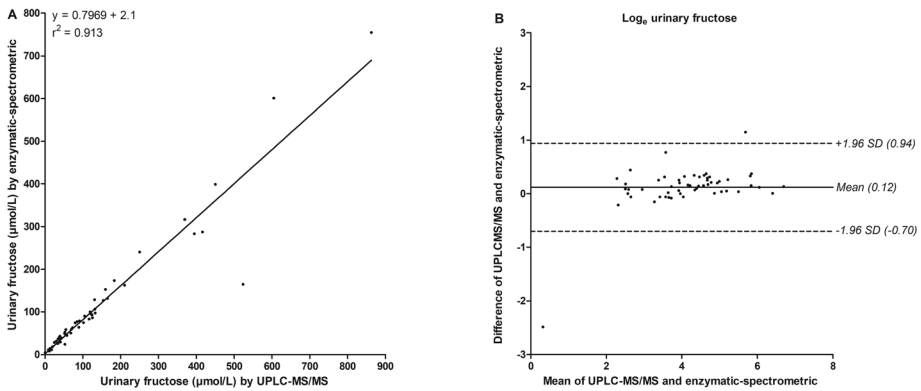 A
y = 0.7969 + 2.1
r² = 0.913
Urinary fructose (µmol/L) by enzymatic-spectrometric
800
700
600
500
400
300
200
100
0
0 100 200 300 400 500 600 700 800 900
Urinary fructose (µmol/L) by UPLC-MS/MS
B
Logₑ urinary fructose
Difference of UPLCMS/MS and enzymatic-spectrometric
3
2
1
0
-1
-2
-3
+1.96 SD (0.94)
Mean (0.12)
-1.96 SD (-0.70)
0 2 4 6 8
Mean of UPLC-MS/MS and enzymatic-spectrometric